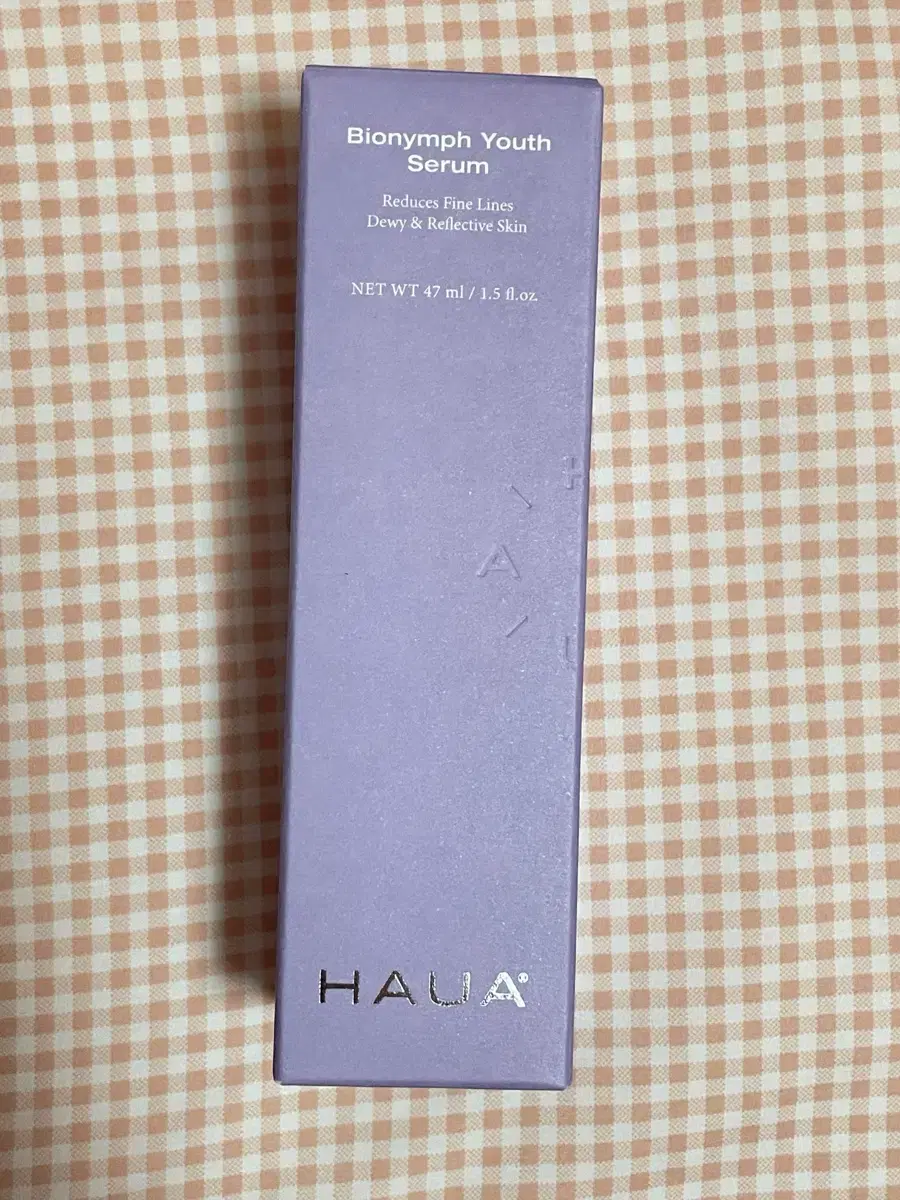 Bionymph Youth
Serum
Reduces Fine Lines
Dewy & Reflective Skin
NET WT 47 ml / 1.5 fl.oz.
A
HAUA